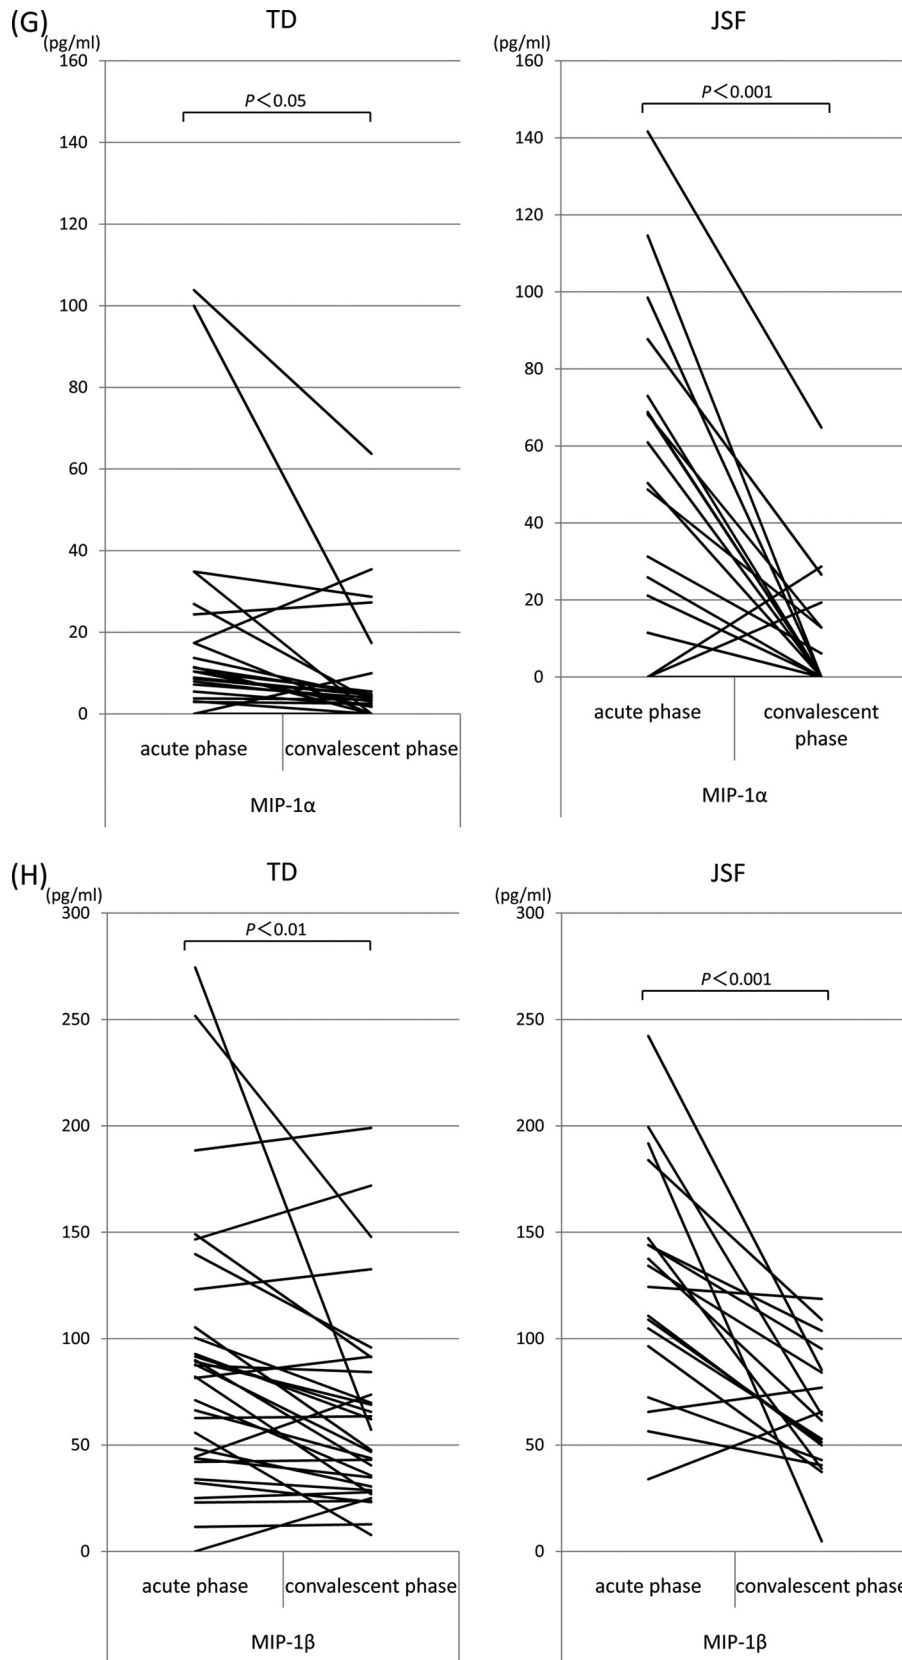 (G)
TD
JSF
(pg/ml)
(pg/ml)
160
160
P<0.05
P<0.001
140
140
120
120
100
100
80
80
60
60
40
40
20
20
0
0
acute phase
convalescent phase
acute phase
convalescent
phase
MIP-1α
MIP-1α
(H)
TD
JSF
(pg/ml)
(pg/ml)
300
300
P<0.01
P<0.001
250
250
200
200
150
150
100
100
50
50
0
0
acute phase
convalescent phase
acute phase
convalescent phase
MIP-1β
MIP-1β